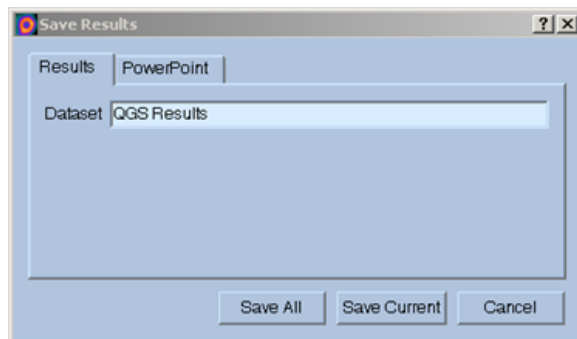 Save Results
Results PowerPoint
Dataset QGS Results
Save All Save Current Cancel